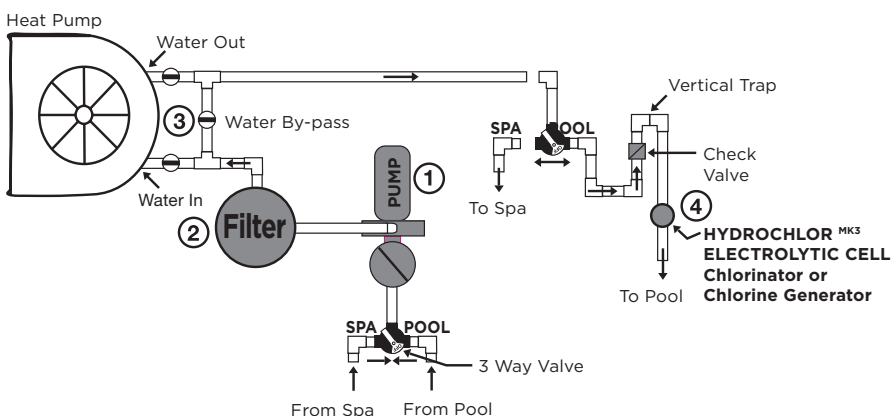 Heat Pump
Water Out
Vertical Trap
3
Water By-pass
SPA
POOL
OFF
PUMP
1
Check
Valve
Water In
To Spa
2
Filter
4
HYDROCHLOR MK3
ELECTROLYTIC CELL
Chlorinator or
Chlorine Generator
To Pool
SPA
POOL
OFF
3 Way Valve
From Spa
From Pool